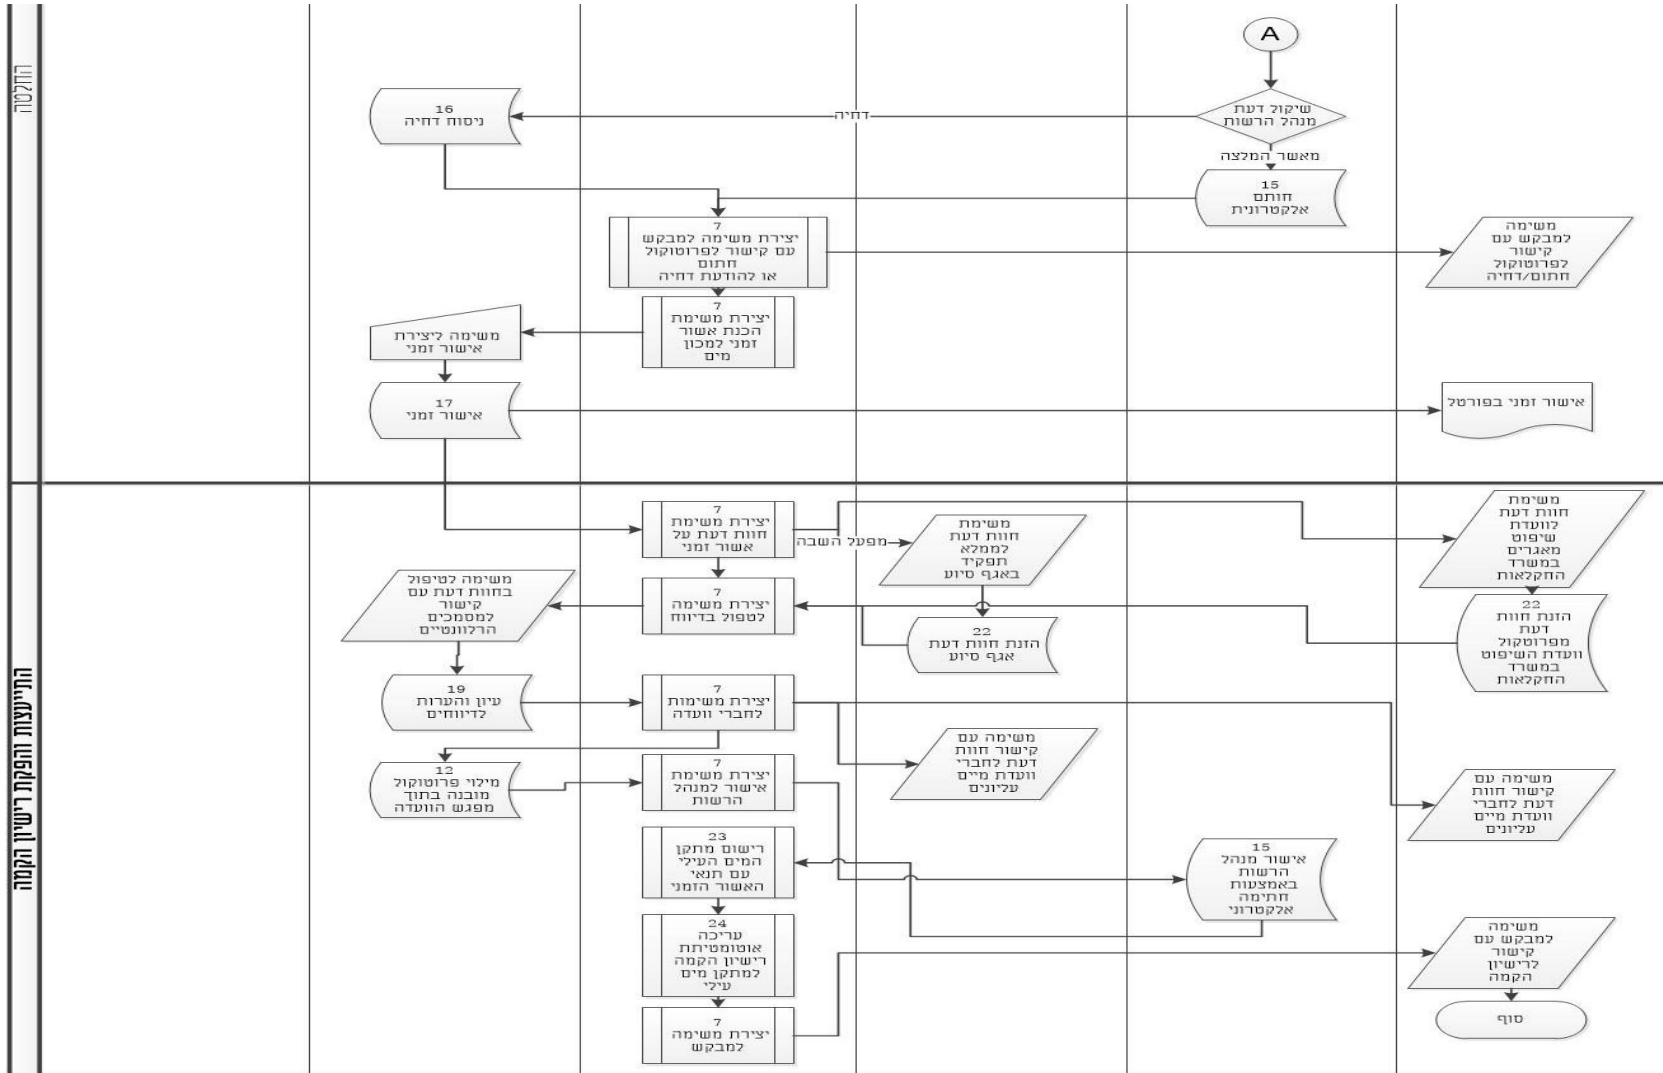 החלטה
A
שיקול דעת
מנהל הרשות
דחיה
16
ניסוח דחיה
מאשר המלצה
15
חותם
אלקטרונית
7
יצירת משימה למבקש
עם קישור לפרוטוקול
חתום
או להודעת דחיה
משימה
למבקש עם
קישור
לפרוטוקול
חתום/דחיה
7
יצירת משימת
הכנת אשור
זמני למכון
מים
משימה ליצירת
אישור זמני
17
אישור זמני
אישור זמני בפורטל
התייעצות והפקת רישיון הקמה
7
יצירת משימת
חוות דעת על
אשור זמני
מפעל השבה
משימת
חוות דעת
לממלא
תפקיד
באגף סיוע
משימת
חוות דעת
לוועדת
שיפוט
מאגרים
במשרד
החקלאות
7
יצירת משימה
לטפול בדיווח
משימה לטיפול
בחוות דעת עם
קישור
למסמכים
הרלוונטיים
22
הזנת חוות דעת
אגף סיוע
22
הזנת חוות
דעת
מפרוטקול
וועדת השיפוט
במשרד
החקלאות
19
עיון והערות
לדיווחים
7
יצירת משימות
לחברי וועדה
משימה עם
קישור חוות
דעת לחברי
וועדת מיים
עליונים
משימה עם
קישור חוות
דעת לחברי
וועדת מיים
עליונים
12
מילוי פרוטוקול
מובנה בתוך
מפגש הוועדה
7
יצירת משימת
אישור למנהל
הרשות
15
אישור מנהל
הרשות
באמצעות
חתימה
אלקטרוני
23
רישום מתקן
המים העילי
עם תנאי
האשור הזמני
24
עריכה
אוטומטית
רישיון הקמה
למתקן מים
עילי
7
יצירת משימה
למבקש
משימה
למבקש עם
קישור
לרישיון
הקמה
סוף